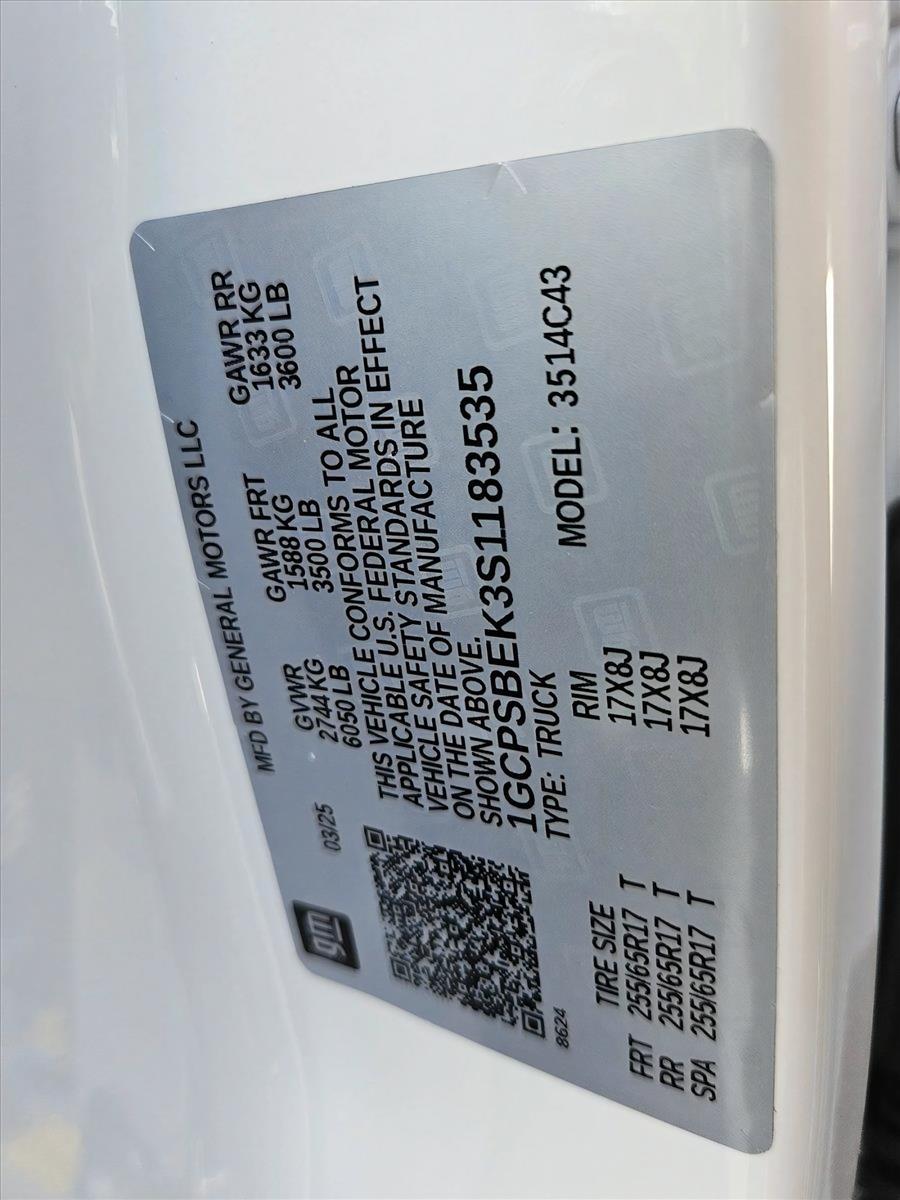 gm
MFD BY GENERAL MOTORS LLC
03/25
GVWR GAWR FRT GAWR RR
2744 KG 1588 KG 1633 KG
6050 LB 3500 LB 3600 LB
THIS VEHICLE CONFORMS TO ALL
APPLICABLE U.S. FEDERAL MOTOR
VEHICLE SAFETY STANDARDS IN EFFECT
ON THE DATE OF MANUFACTURE
SHOWN ABOVE.
1GCPSBEK3S1183535
TYPE: TRUCK MODEL: 3514C43
8624
TIRE SIZE RIM
FRT 255/65R17 T 17X8J
RR 255/65R17 T 17X8J
SPA 255/65R17 T 17X8J